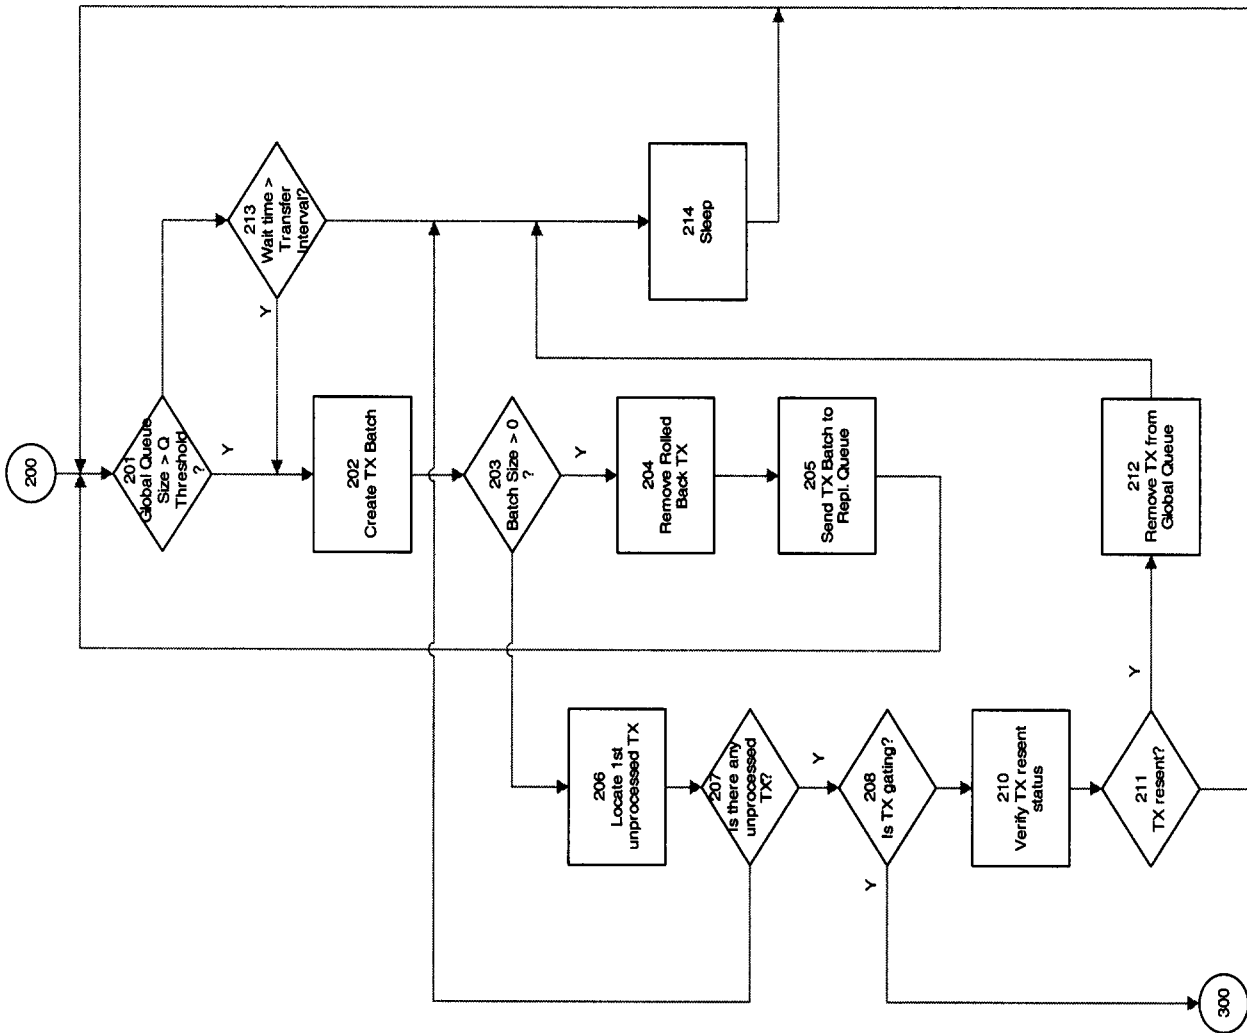 200
201
Global Queue
Size > Q
Threshold
?
Y
213
Wait time >
Transfer
Interval?
Y
202
Create TX Batch
203
Batch Size > 0
?
Y
204
Remove Rolled
Back TX
205
Send TX Batch to
Repl. Queue
214
Sleep
206
Locate 1st
unprocessed TX
207
Is there any
unprocessed
TX?
Y
208
Is TX gating?
Y
210
Verify TX resent
status
211
TX resent?
Y
212
Remove TX from
Global Queue
300